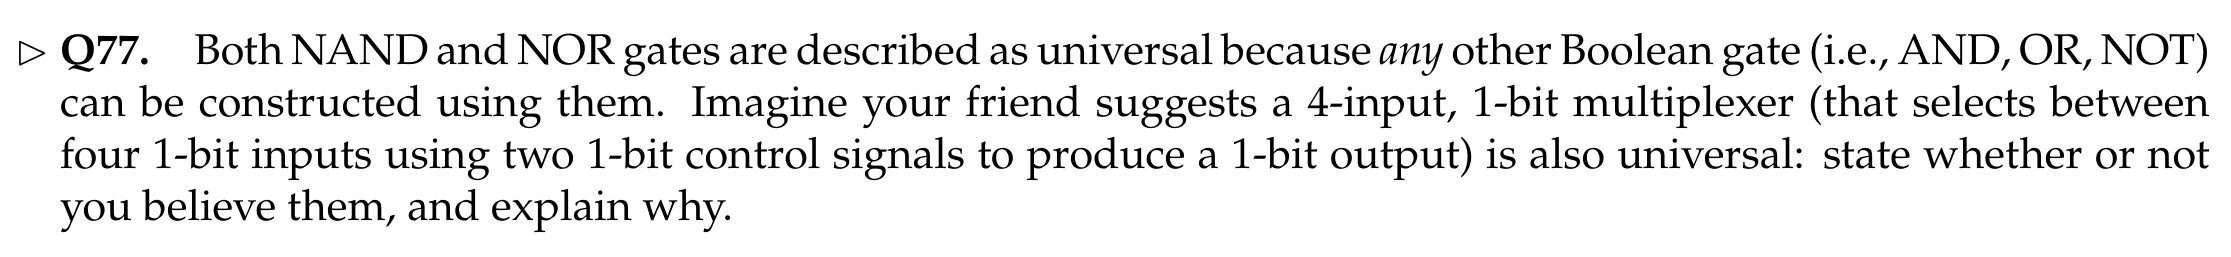 ▷ Q77. Both NAND and NOR gates are described as universal because any other Boolean gate (i.e., AND, OR, NOT)
can be constructed using them. Imagine your friend suggests a 4-input, 1-bit multiplexer (that selects between
four 1-bit inputs using two 1-bit control signals to produce a 1-bit output) is also universal: state whether or not
you believe them, and explain why.